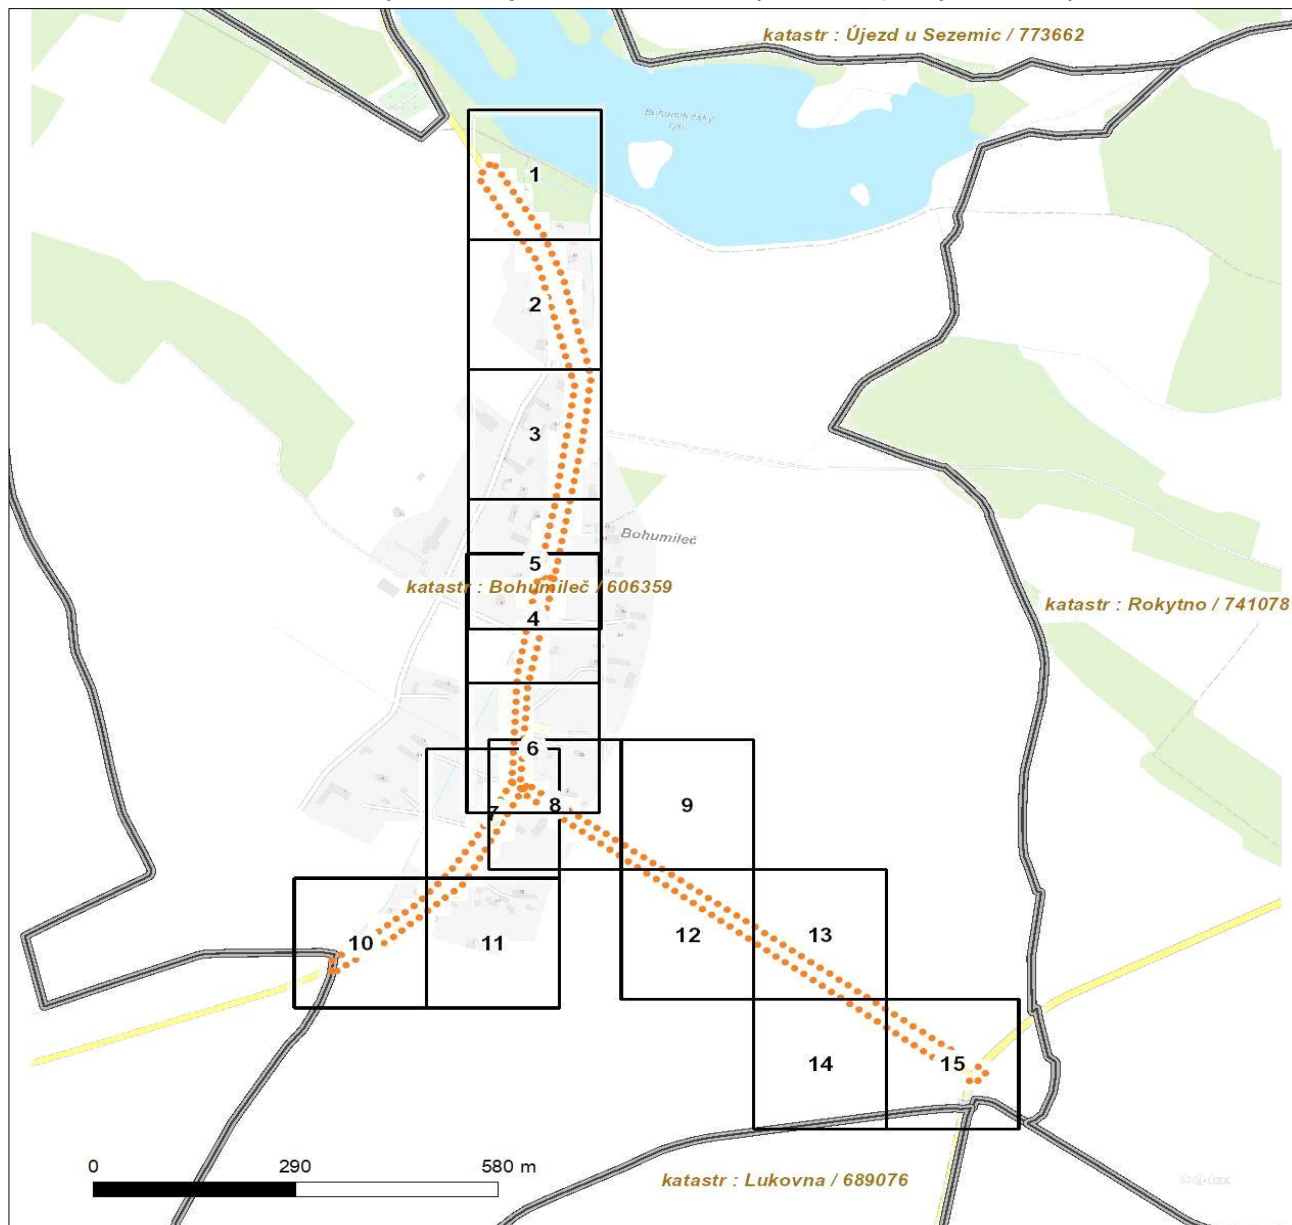 katastr : Újezd u Sezemic / 773662
1
2
3
Bohumileč
5
katastr : Bohumileč / 606359
4
katastr : Rokytno / 741078
6
7
8
9
10
11
12
13
14
15
0 290 580 m
katastr : Lukovna / 689076